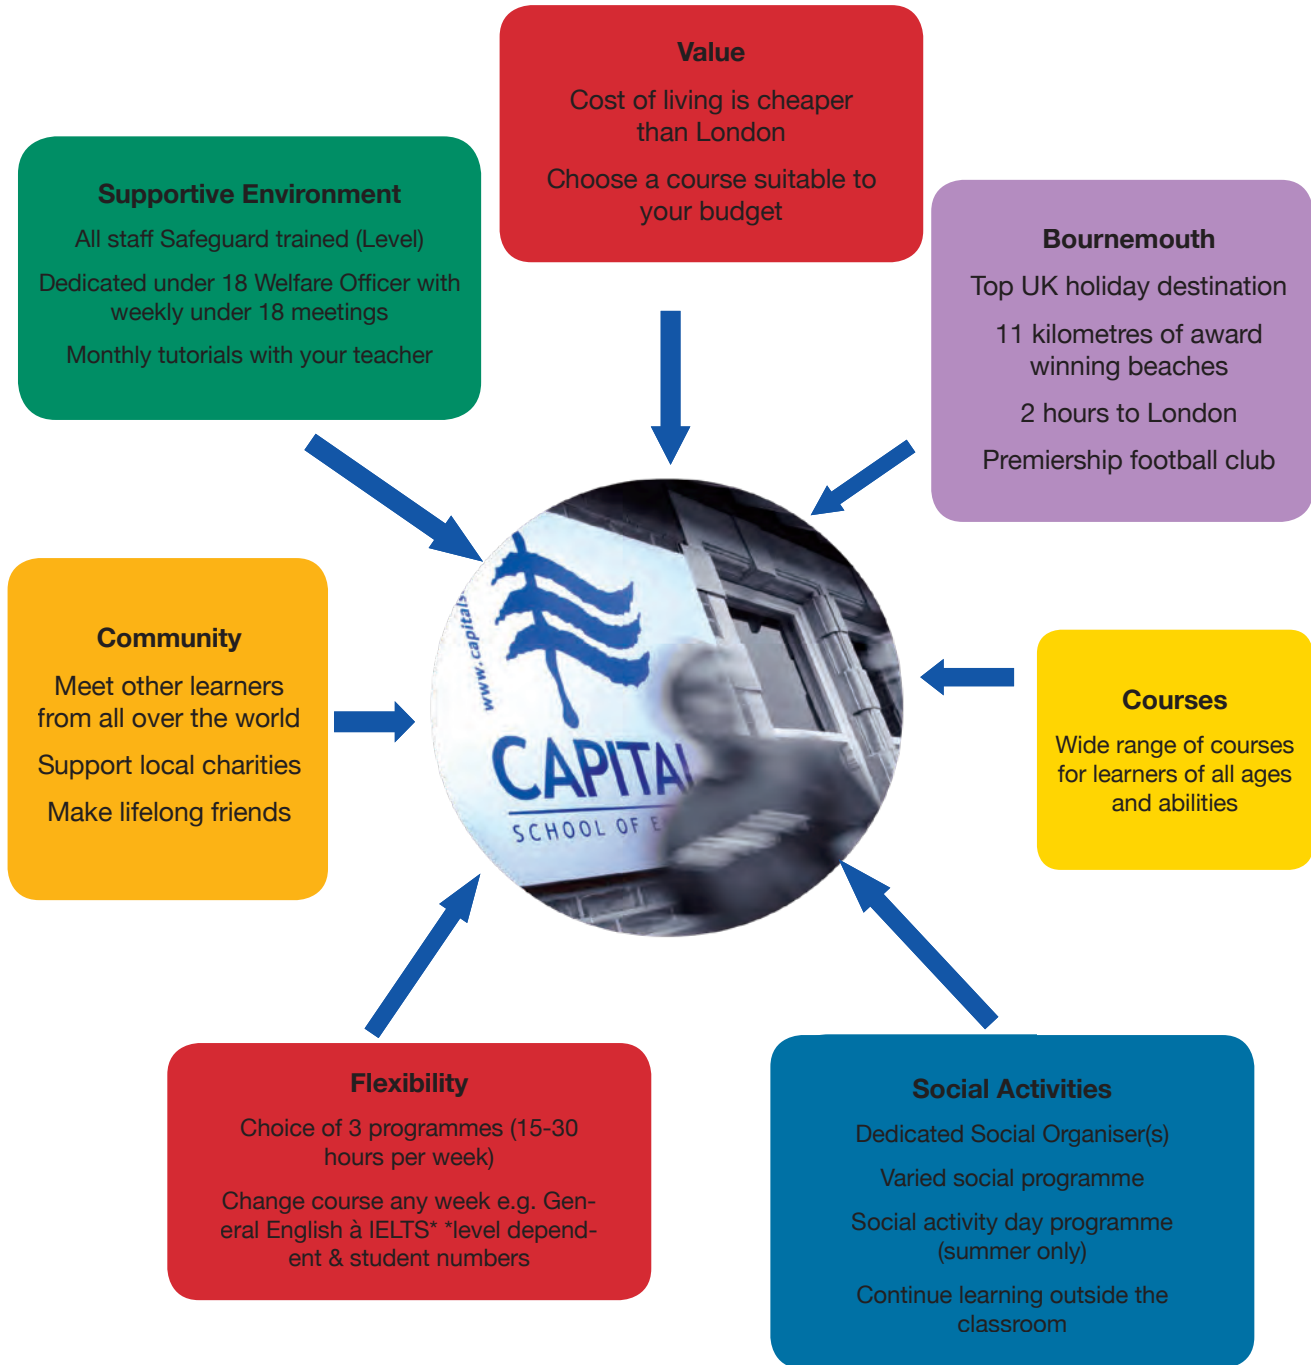 Value
Cost of living is cheaper
than London
Choose a course suitable to
your budget
Supportive Environment
All staff Safeguard trained (Level)
Dedicated under 18 Welfare Officer with
weekly under 18 meetings
Monthly tutorials with your teacher
Bournemouth
Top UK holiday destination
11 kilometres of award
winning beaches
2 hours to London
Premiership football club
Community
Meet other learners
from all over the world
Support local charities
Make lifelong friends
www.capitals
CAPITAL
SCHOOL OF E
Courses
Wide range of courses
for learners of all ages
and abilities
Flexibility
Choice of 3 programmes (15-30
hours per week)
Change course any week e.g. Gen-
eral English à IELTS* *level depend-
ent & student numbers
Social Activities
Dedicated Social Organiser(s)
Varied social programme
Social activity day programme
(summer only)
Continue learning outside the
classroom